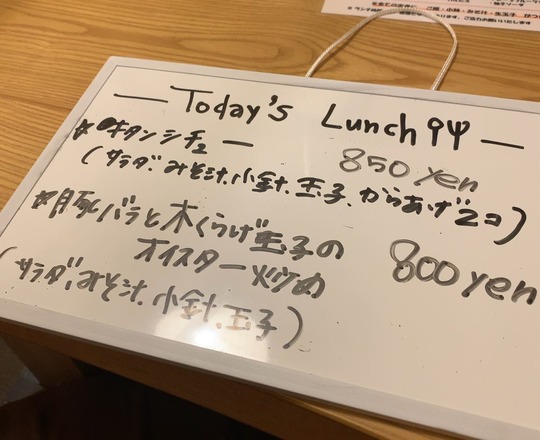 — Today's Lunch —
☆牛タンシチュー 850 yen
(サラダ、みそ汁、小鉢、玉子、からあげ2コ)
☆豚バラと木くらげ玉子の
オイスター炒め 800 yen
(サラダ、みそ汁、小鉢、玉子)